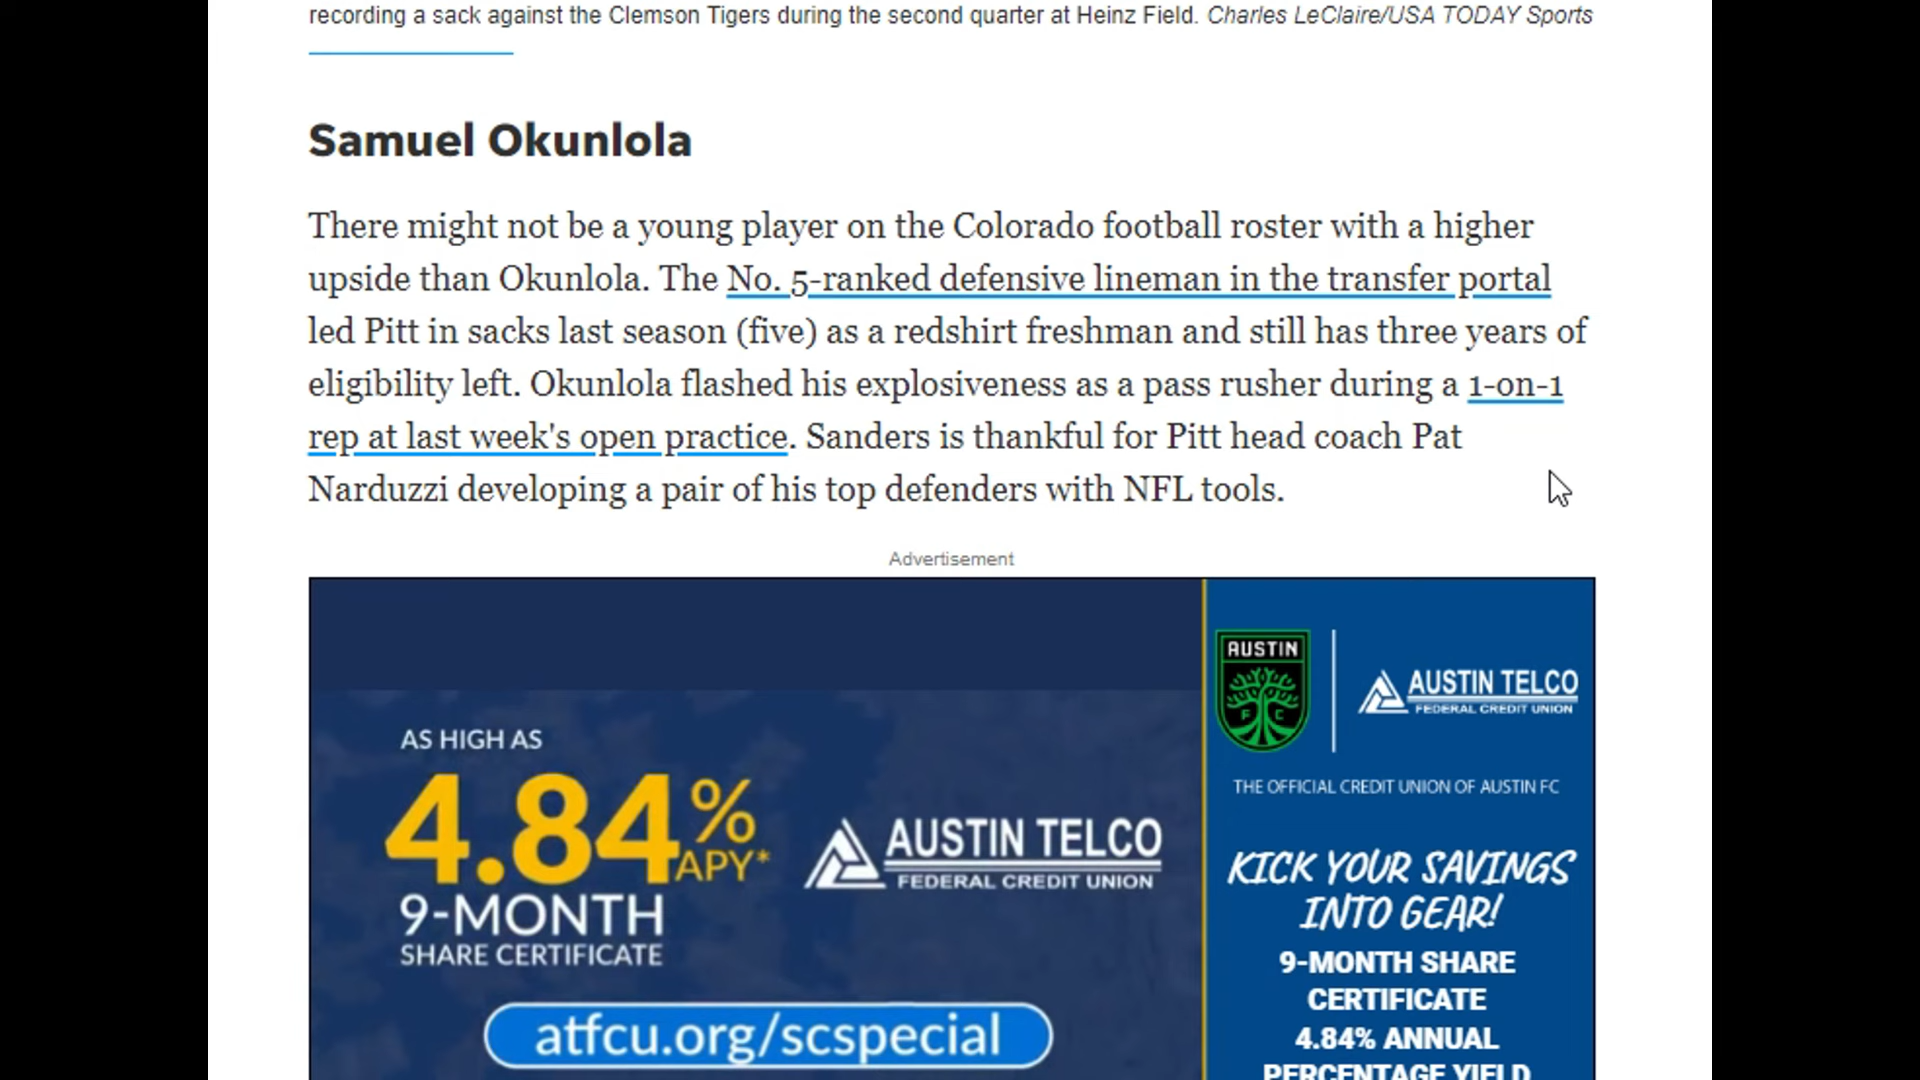 recording a sack against the Clemson Tigers during the second quarter at Heinz Field. Charles LeClaire/USA TODAY Sports
Samuel Okunlola
There might not be a young player on the Colorado football roster with a higher
upside than Okunlola. The No. 5-ranked defensive lineman in the transfer portal
led Pitt in sacks last season (five) as a redshirt freshman and still has three years of
eligibility left. Okunlola flashed his explosiveness as a pass rusher during a 1-on-1
rep at last week's open practice. Sanders is thankful for Pitt head coach Pat
Narduzzi developing a pair of his top defenders with NFL tools.
Advertisement
AS HIGH AS
4.84%
APY*
9-MONTH
SHARE CERTIFICATE
AUSTIN TELCO
FEDERAL CREDIT UNION
atfcu.org/scspecial
AUSTIN
F C
AUSTIN TELCO
FEDERAL CREDIT UNION
THE OFFICIAL CREDIT UNION OF AUSTIN FC
KICK YOUR SAVINGS
INTO GEAR!
9-MONTH SHARE
CERTIFICATE
4.84% ANNUAL
PERCENTAGE YIELD